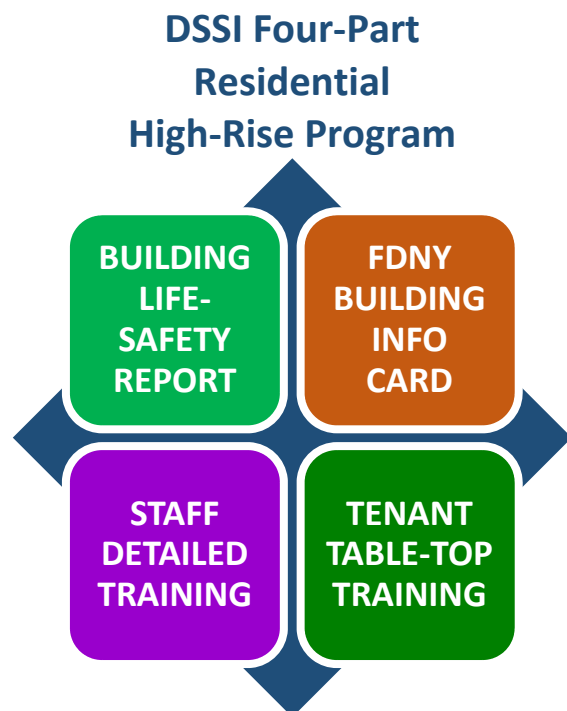 DSSI Four-Part
Residential
High-Rise Program
BUILDING
LIFE-
SAFETY
REPORT
FDNY
BUILDING
INFO
CARD
STAFF
DETAILED
TRAINING
TENANT
TABLE-TOP
TRAINING